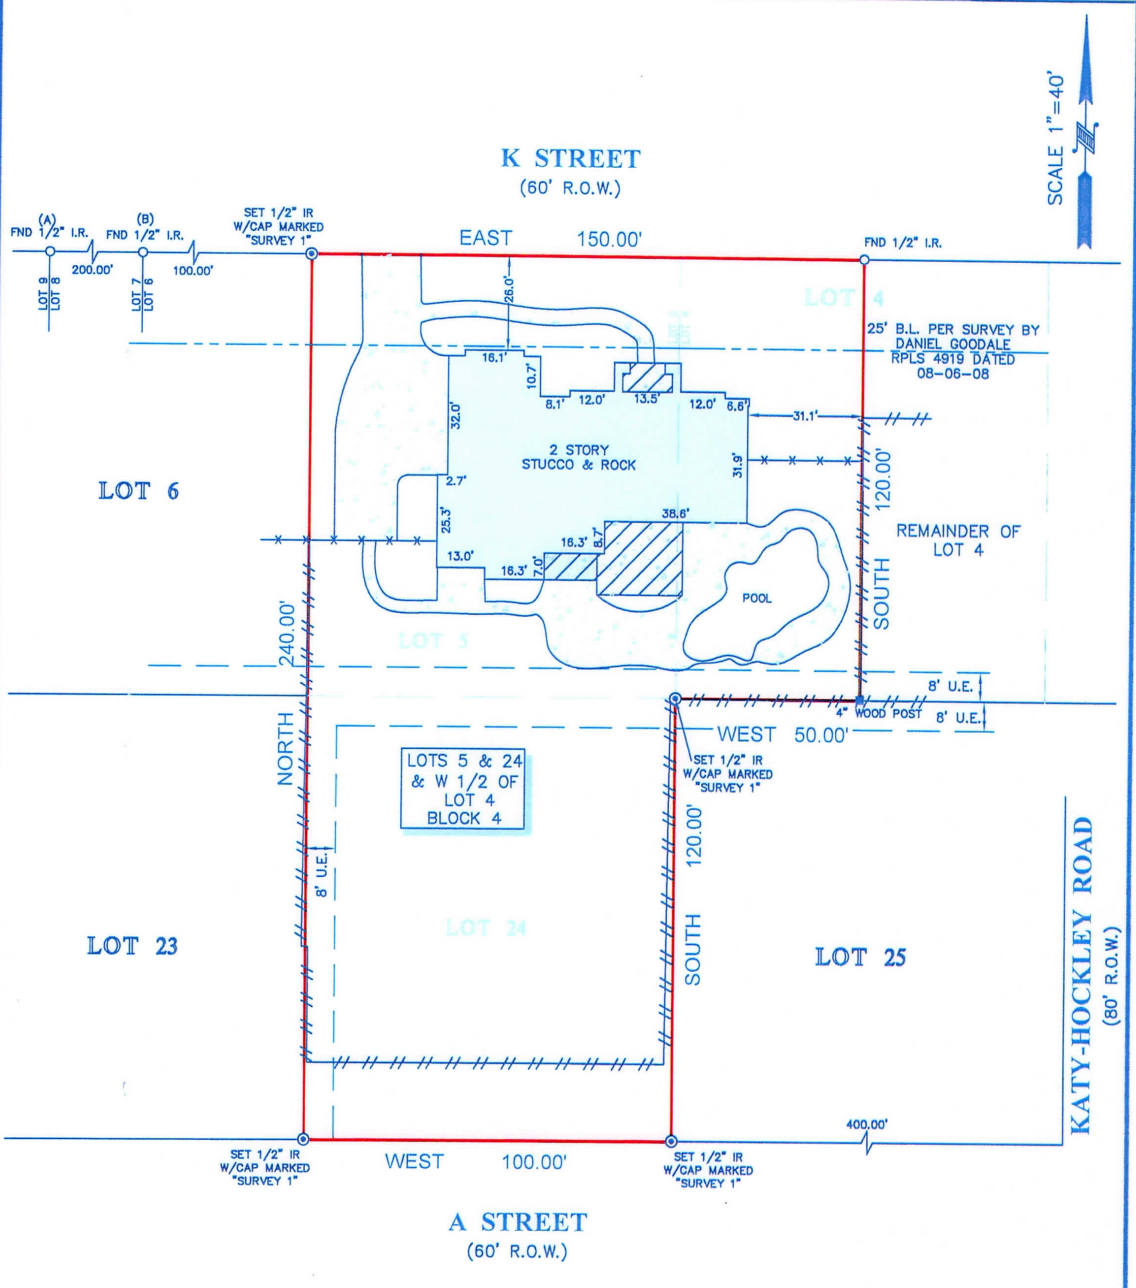 SCALE 1"=40'
K STREET
(60' R.O.W.)
(A)
FND 1/2" I.R.
(B)
FND 1/2" I.R.
SET 1/2" IR
W/CAP MARKED
"SURVEY 1"
EAST 150.00'
FND 1/2" I.R.
200.00'
100.00'
LOT 9
LOT 8
LOT 7
LOT 6
26.0'
LOT 4
25' B.L. PER SURVEY BY
DANIEL GOODALE
RPLS 4919 DATED
08-06-08
16.1'
10.7'
8.1'
12.0'
13.5'
12.0'
6.6'
31.1'
32.0'
2 STORY
STUCCO & ROCK
31.9'
120.00'
SOUTH
LOT 6
2.7'
25.3'
38.6'
REMAINDER OF
LOT 4
13.0'
16.3'
7.0'
16.3'
8.7'
POOL
LOT 5
240.00'
NORTH
8' U.E.
8' U.E.
4" WOOD POST
WEST 50.00'
SET 1/2" IR
W/CAP MARKED
"SURVEY 1"
LOTS 5 & 24
& W 1/2 OF
LOT 4
BLOCK 4
120.00'
SOUTH
8' U.E.
LOT 24
LOT 23
LOT 25
KATY-HOCKLEY ROAD
(80' R.O.W.)
400.00'
SET 1/2" IR
W/CAP MARKED
"SURVEY 1"
WEST 100.00'
SET 1/2" IR
W/CAP MARKED
"SURVEY 1"
A STREET
(60' R.O.W.)